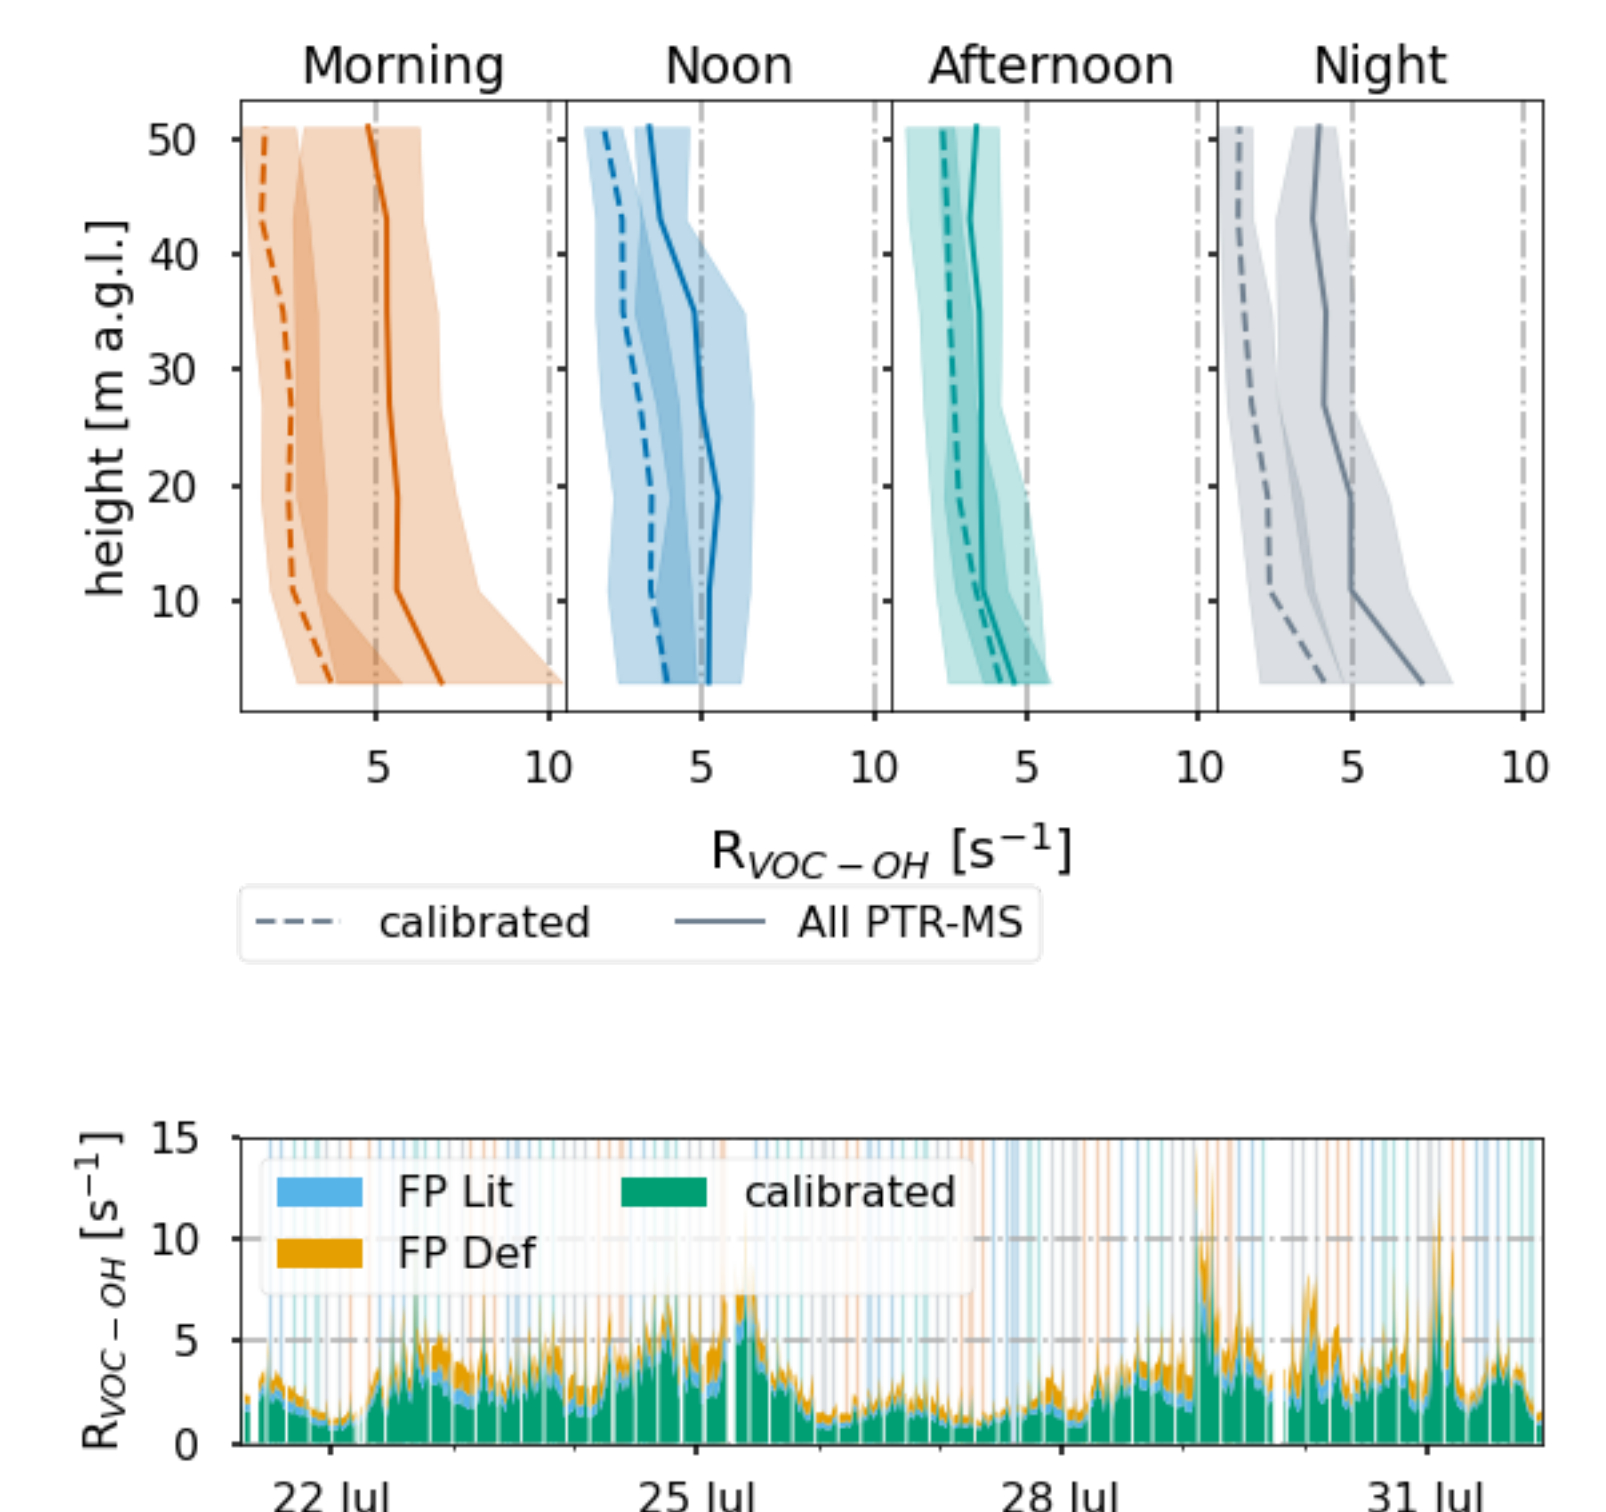 Morning Noon Afternoon Night
50
40
30
20
10
height [m a.g.l.]
5 10 5 10 5 10 5 10
R_VOC−OH [s⁻¹]
calibrated All PTR-MS
15
10
5
0
R_VOC−OH [s⁻¹]
FP Lit calibrated
FP Def
22 Jul 25 Jul 28 Jul 31 Jul